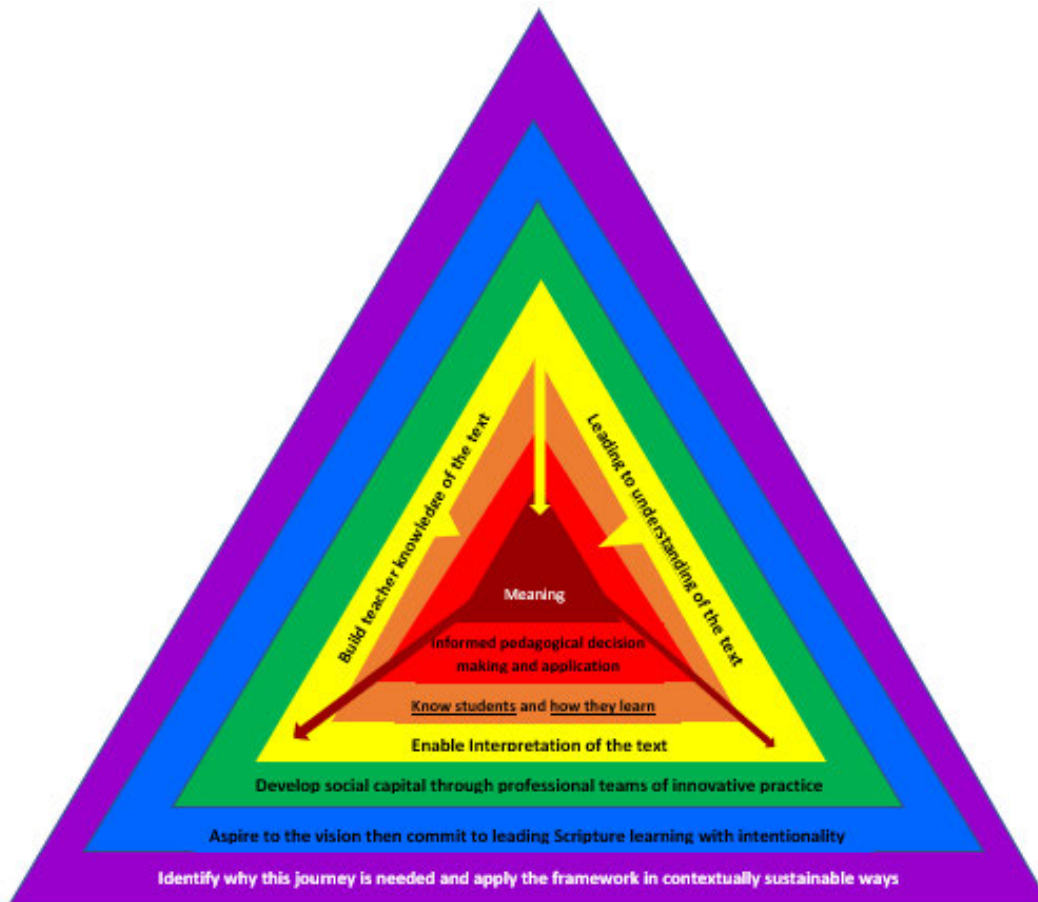 Build teacher knowledge of the text
Leading to understanding of the text
Meaning
Informed pedagogical decision
making and application
Know students and how they learn
Enable Interpretation of the text
Develop social capital through professional teams of innovative practice
Aspire to the vision then commit to leading Scripture learning with intentionality
Identify why this journey is needed and apply the framework in contextually sustainable ways